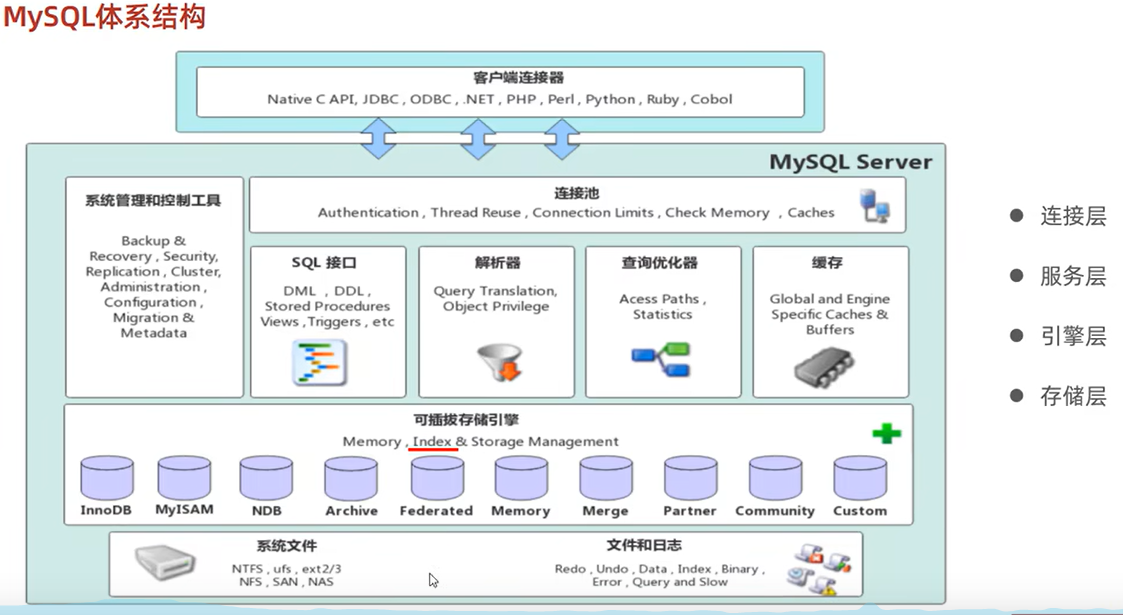 MySQL体系结构
客户端连接器
Native C API, JDBC , ODBC , .NET , PHP , Perl , Python , Ruby , Cobol
MySQL Server
系统管理和控制工具
Backup &
Recovery , Security,
Replication , Cluster,
Administration ,
Configuration ,
Migration &
Metadata
连接池
Authentication , Thread Reuse , Connection Limits , Check Memory , Caches
SQL 接口
DML , DDL ,
Stored Procedures
Views ,Triggers , etc
解析器
Query Translation,
Object Privilege
查询优化器
Acess Paths ,
Statistics
缓存
Global and Engine
Specific Caches &
Buffers
可插拔存储引擎
Memory , Index & Storage Management
InnoDB
MyISAM
NDB
Archive
Federated
Memory
Merge
Partner
Community
Custom
系统文件
NTFS , ufs , ext2/3
NFS , SAN , NAS
文件和日志
Redo , Undo , Data , Index , Binary ,
Error , Query and Slow
连接层
服务层
引擎层
存储层